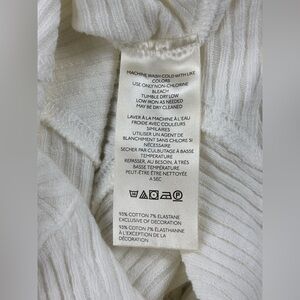 MACHINE WASH COLD WITH LIKE
COLORS
USE ONLY NON-CHLORINE
BLEACH
TUMBLE DRY LOW
LOW IRON AS NEEDED
MAY BE DRY CLEANED
LAVER À LA MACHINE À L'EAU
FROIDE AVEC COULEURS
SIMILAIRES
UTILISER UN AGENT DE
BLANCHIMENT SANS CHLORE SI
NÉCESSAIRE
SÉCHER PAR CULBUTAGE À BASSE
TEMPÉRATURE
REPASSER, AU BESOIN, À TRÈS
BASSE TEMPÉRATURE
PEUT-ÊTRE ÊTRE NETTOYÉE
À SEC
93% COTTON 7% ELASTANE
EXCLUSIVE OF DECORATION
93% COTON 7% ÉLASTHANNE
À L'EXCEPTION DE LA
DÉCORATION